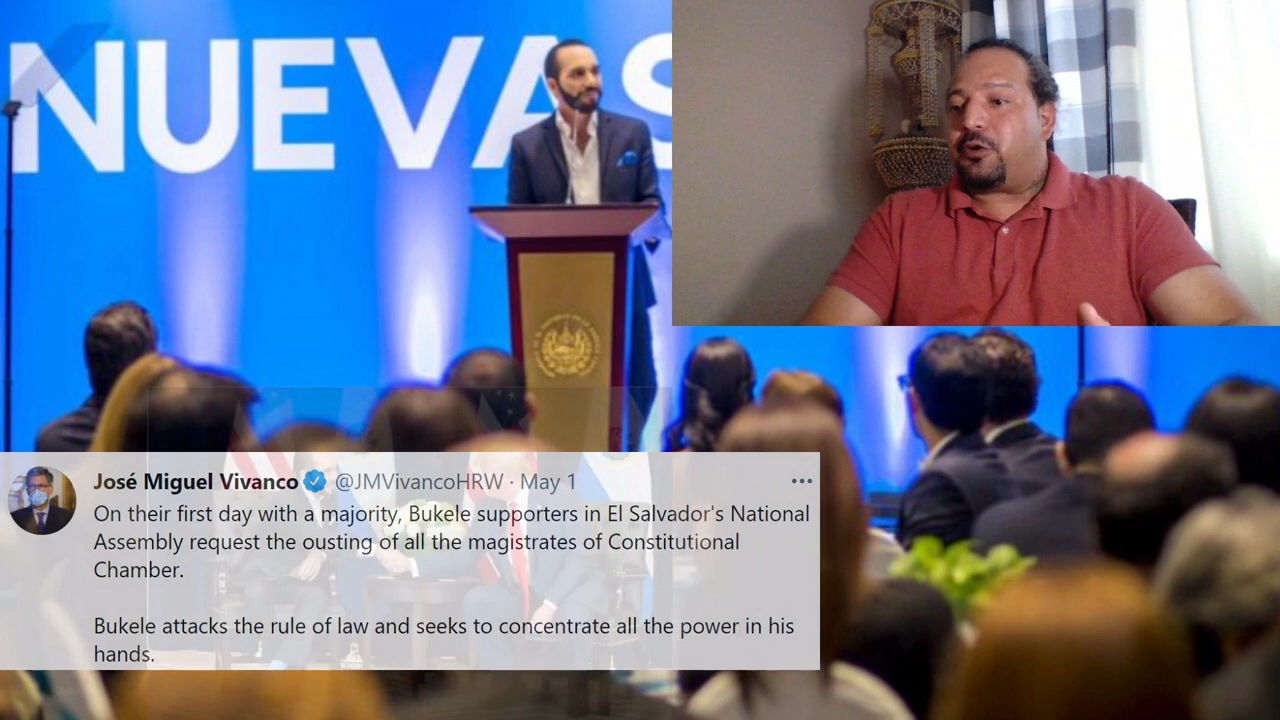 NUEVAS
José Miguel Vivanco @JMVivancoHRW · May 1
On their first day with a majority, Bukele supporters in El Salvador's National
Assembly request the ousting of all the magistrates of Constitutional
Chamber.
Bukele attacks the rule of law and seeks to concentrate all the power in his
hands.